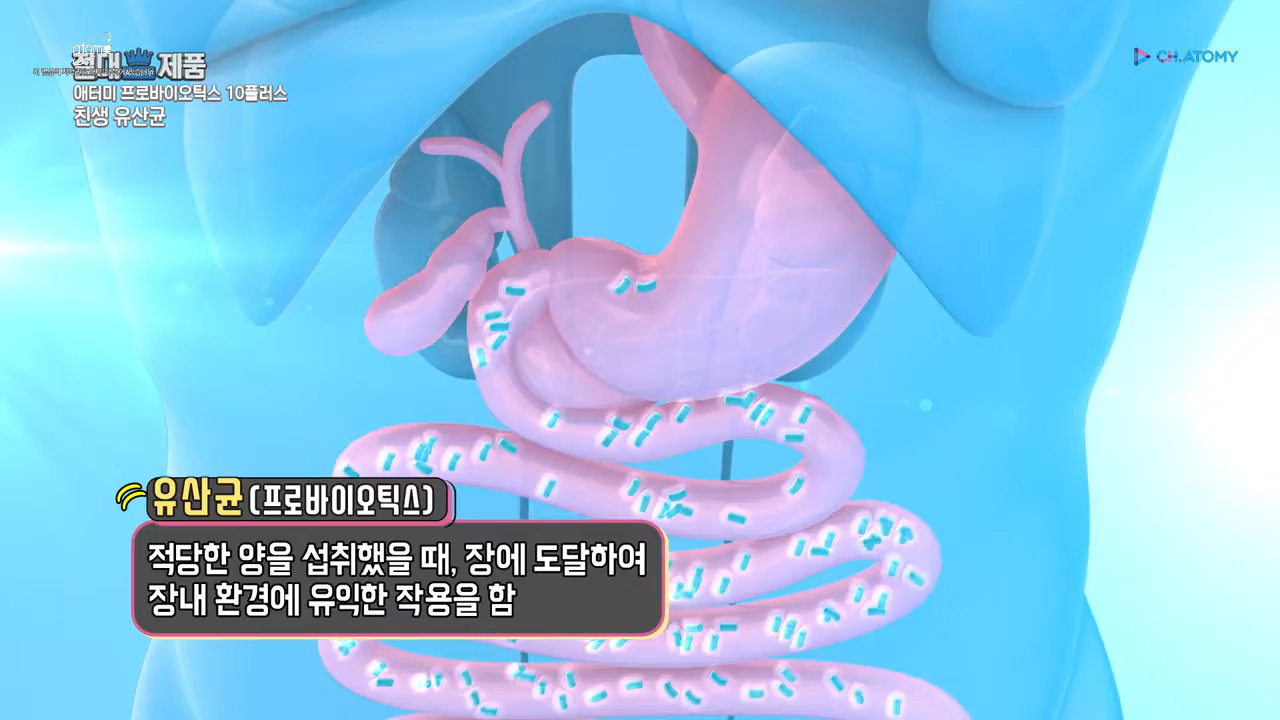 atomy
절대 제품
애터미 프로바이오틱스 10플러스
친생 유산균
CH.ATOMY
유산균(프로바이오틱스)
적당한 양을 섭취했을 때, 장에 도달하여
장내 환경에 유익한 작용을 함